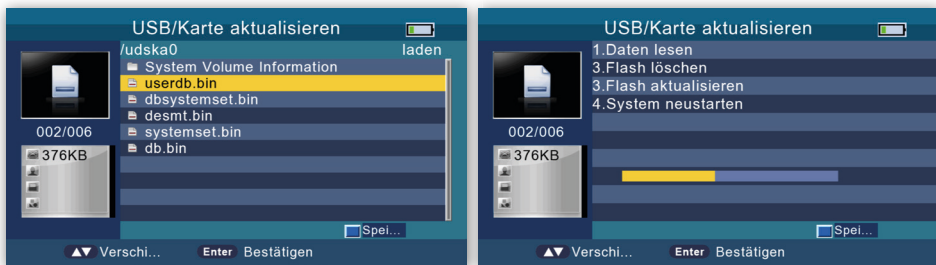 USB/Karte aktualisieren
/udska0 laden
System Volume Information
userdb.bin
dbsystemset.bin
desmt.bin
systemset.bin
db.bin
002/006
376KB
Spei...
Verschi... Enter Bestätigen
USB/Karte aktualisieren
1.Daten lesen
3.Flash löschen
3.Flash aktualisieren
4.System neustarten
002/006
376KB
Spei...
Verschi... Enter Bestätigen